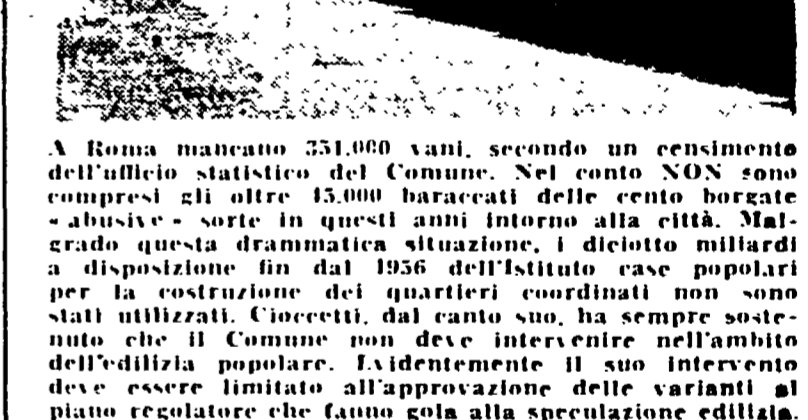 A Roma mancano 351.000 vani, secondo un censimento
dell'ufficio statistico del Comune. Nel conto NON sono
compresi gli oltre 45.000 baraccati delle cento borgate
« abusive » sorte in questi anni intorno alla città. Mal-
grado questa drammatica situazione, i diciotto miliardi
a disposizione fin dal 1956 dell'Istituto case popolari
per la costruzione dei quartieri coordinati non sono
stati utilizzati. Cioccetti, dal canto suo, ha sempre soste-
nuto che il Comune non deve intervenire nell'ambito
dell'edilizia popolare. Evidentemente il suo intervento
deve essere limitato all'approvazione delle varianti al
piano regolatore che fanno gola alla speculazione edilizia.